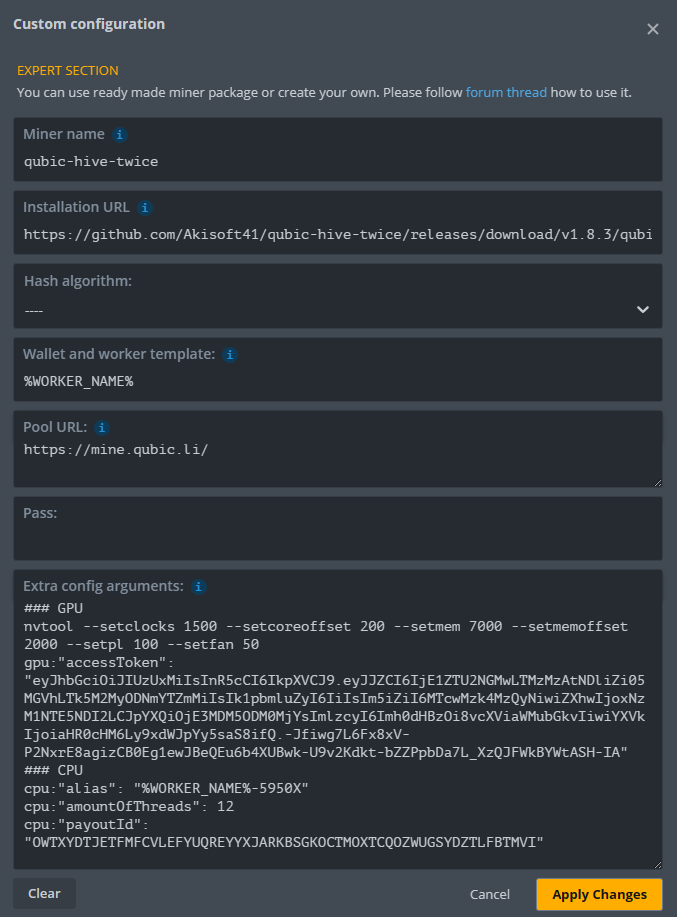 Custom configuration
EXPERT SECTION
You can use ready made miner package or create your own. Please follow forum thread how to use it.
Miner name
qubic-hive-twice
Installation URL
https://github.com/Akisoft41/qubic-hive-twice/releases/download/v1.8.3/qubi
Hash algorithm:
----
Wallet and worker template:
%WORKER_NAME%
Pool URL:
https://mine.qubic.li/
Pass:
Extra config arguments:
### GPU
nvtool --setclocks 1500 --setcoreoffset 200 --setmem 7000 --setmemoffset
2000 --setpl 100 --setfan 50
gpu:"accessToken":
"eyJhbGciOiJIUzUxMiIsInR5cCI6IkpXVCJ9.eyJJZCI6IjE1ZTU2NGMwLTMzMzAtNDliZi05
MGVhLTk5M2MyODNmYTZmMiIsIk1pbmluZyI6IiIsIm5iZiI6MTcwMzk4MzQyNiwiZXhwIjoxNz
M1NTE5NDI2LCJpYXQiOjE3MDM5ODM0MjYsImlzcyI6Imh0dHBzOi8vcXViaWMubGkvIiwiYXVk
IjoiaHR0cHM6Ly9xdWJpYy5saS8ifQ.-Jfiwg7L6Fx8xV-
P2NxrE8agizCB0Eg1ewJBeQEu6b4XUBwk-U9v2Kdkt-bZZPpbDa7L_XzQJFWkBYWtASH-IA"
### CPU
cpu:"alias": "%WORKER_NAME%-5950X"
cpu:"amountOfThreads": 12
cpu:"payoutId":
"OWTXYDTJETFMFCVLEFYUQREYYXJARKBSGKOCTMOXTCQOZWUGSYDZTLFBTMVI"
Clear
Cancel
Apply Changes